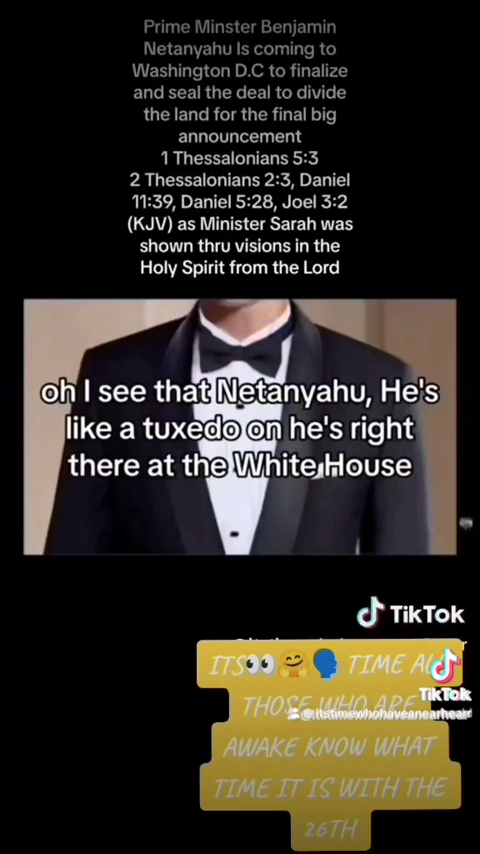 Prime Minster Benjamin
Netanyahu Is coming to
Washington D.C to finalize
and seal the deal to divide
the land for the final big
announcement
1 Thessalonians 5:3
2 Thessalonians 2:3, Daniel
11:39, Daniel 5:28, Joel 3:2
(KJV) as Minister Sarah was
shown thru visions in the
Holy Spirit from the Lord
oh I see that Netanyahu, He's
like a tuxedo on he's right
there at the White House
TikTok
ITS👀🤗🗣️ TIME ALL
TikTok
THOSE WHO ARE
@itstimewhohaveanearhearr
AWAKE KNOW WHAT
TIME IT IS WITH THE
26TH